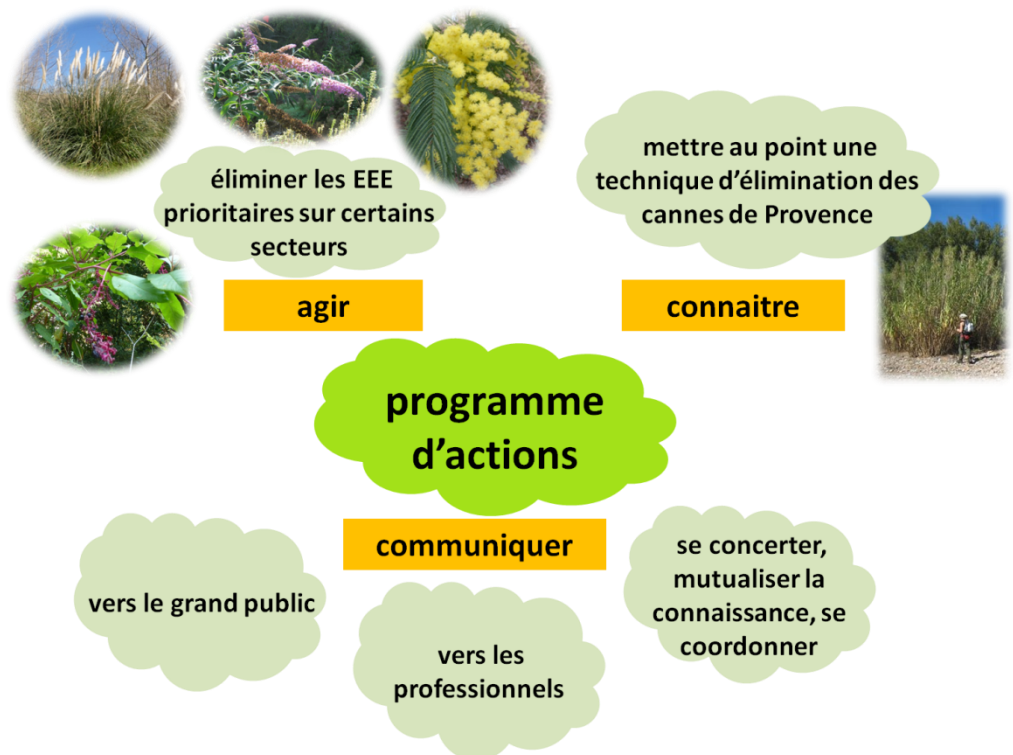 éliminer les EEE
prioritaires sur certains
secteurs
mettre au point une
technique d'élimination des
cannes de Provence
agir
connaitre
programme
d'actions
communiquer
vers le grand public
vers les
professionnels
se concerter,
mutualiser la
connaissance, se
coordonner